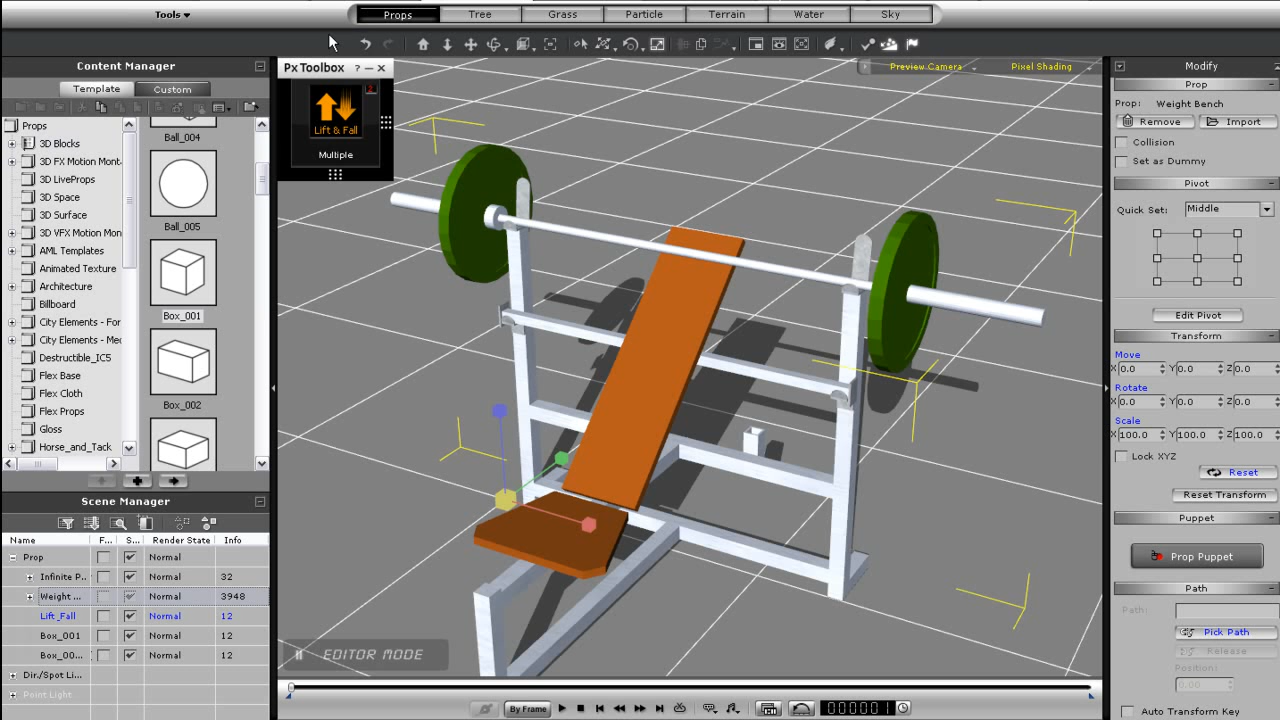 Tools
Props
Tree
Grass
Particle
Terrain
Water
Sky
Content Manager
Template
Custom
Props
3D Blocks
3D FX Motion Mont
3D LiveProps
3D Space
3D Surface
3D VFX Motion Mon
AML Templates
Animated Texture
Architecture
Billboard
City Elements - For
City Elements - Med
Destructible_IC5
Flex Base
Flex Cloth
Flex Props
Gloss
Horse_and_Tack
Ball_004
Ball_005
Box_001
Box_002
Scene Manager
Name F... S... Render State Info
Prop Normal
Infinite P.. Normal 32
Weight ... Normal 3948
Lift_Fall Normal 12
Box_001 Normal 12
Box_00... Normal 12
Dir./Spot Li...
Point Light
Px Toolbox ? — ✕
Lift & Fall
Multiple
Preview Camera
Pixel Shading
EDITOR MODE
By Frame
000001
Modify
Prop
Prop: Weight Bench
Remove
Import
Collision
Set as Dummy
Pivot
Quick Set: Middle
Edit Pivot
Transform
Move
X 0.0 Y 0.0 Z 0.0
Rotate
X 0.0 Y 0.0 Z 0.0
Scale
X 100.0 Y 100.0 Z 100.0
Lock XYZ
Reset
Reset Transform
Puppet
Prop Puppet
Path
Path:
Pick Path
Release
Position:
0.00
Auto Transform Key